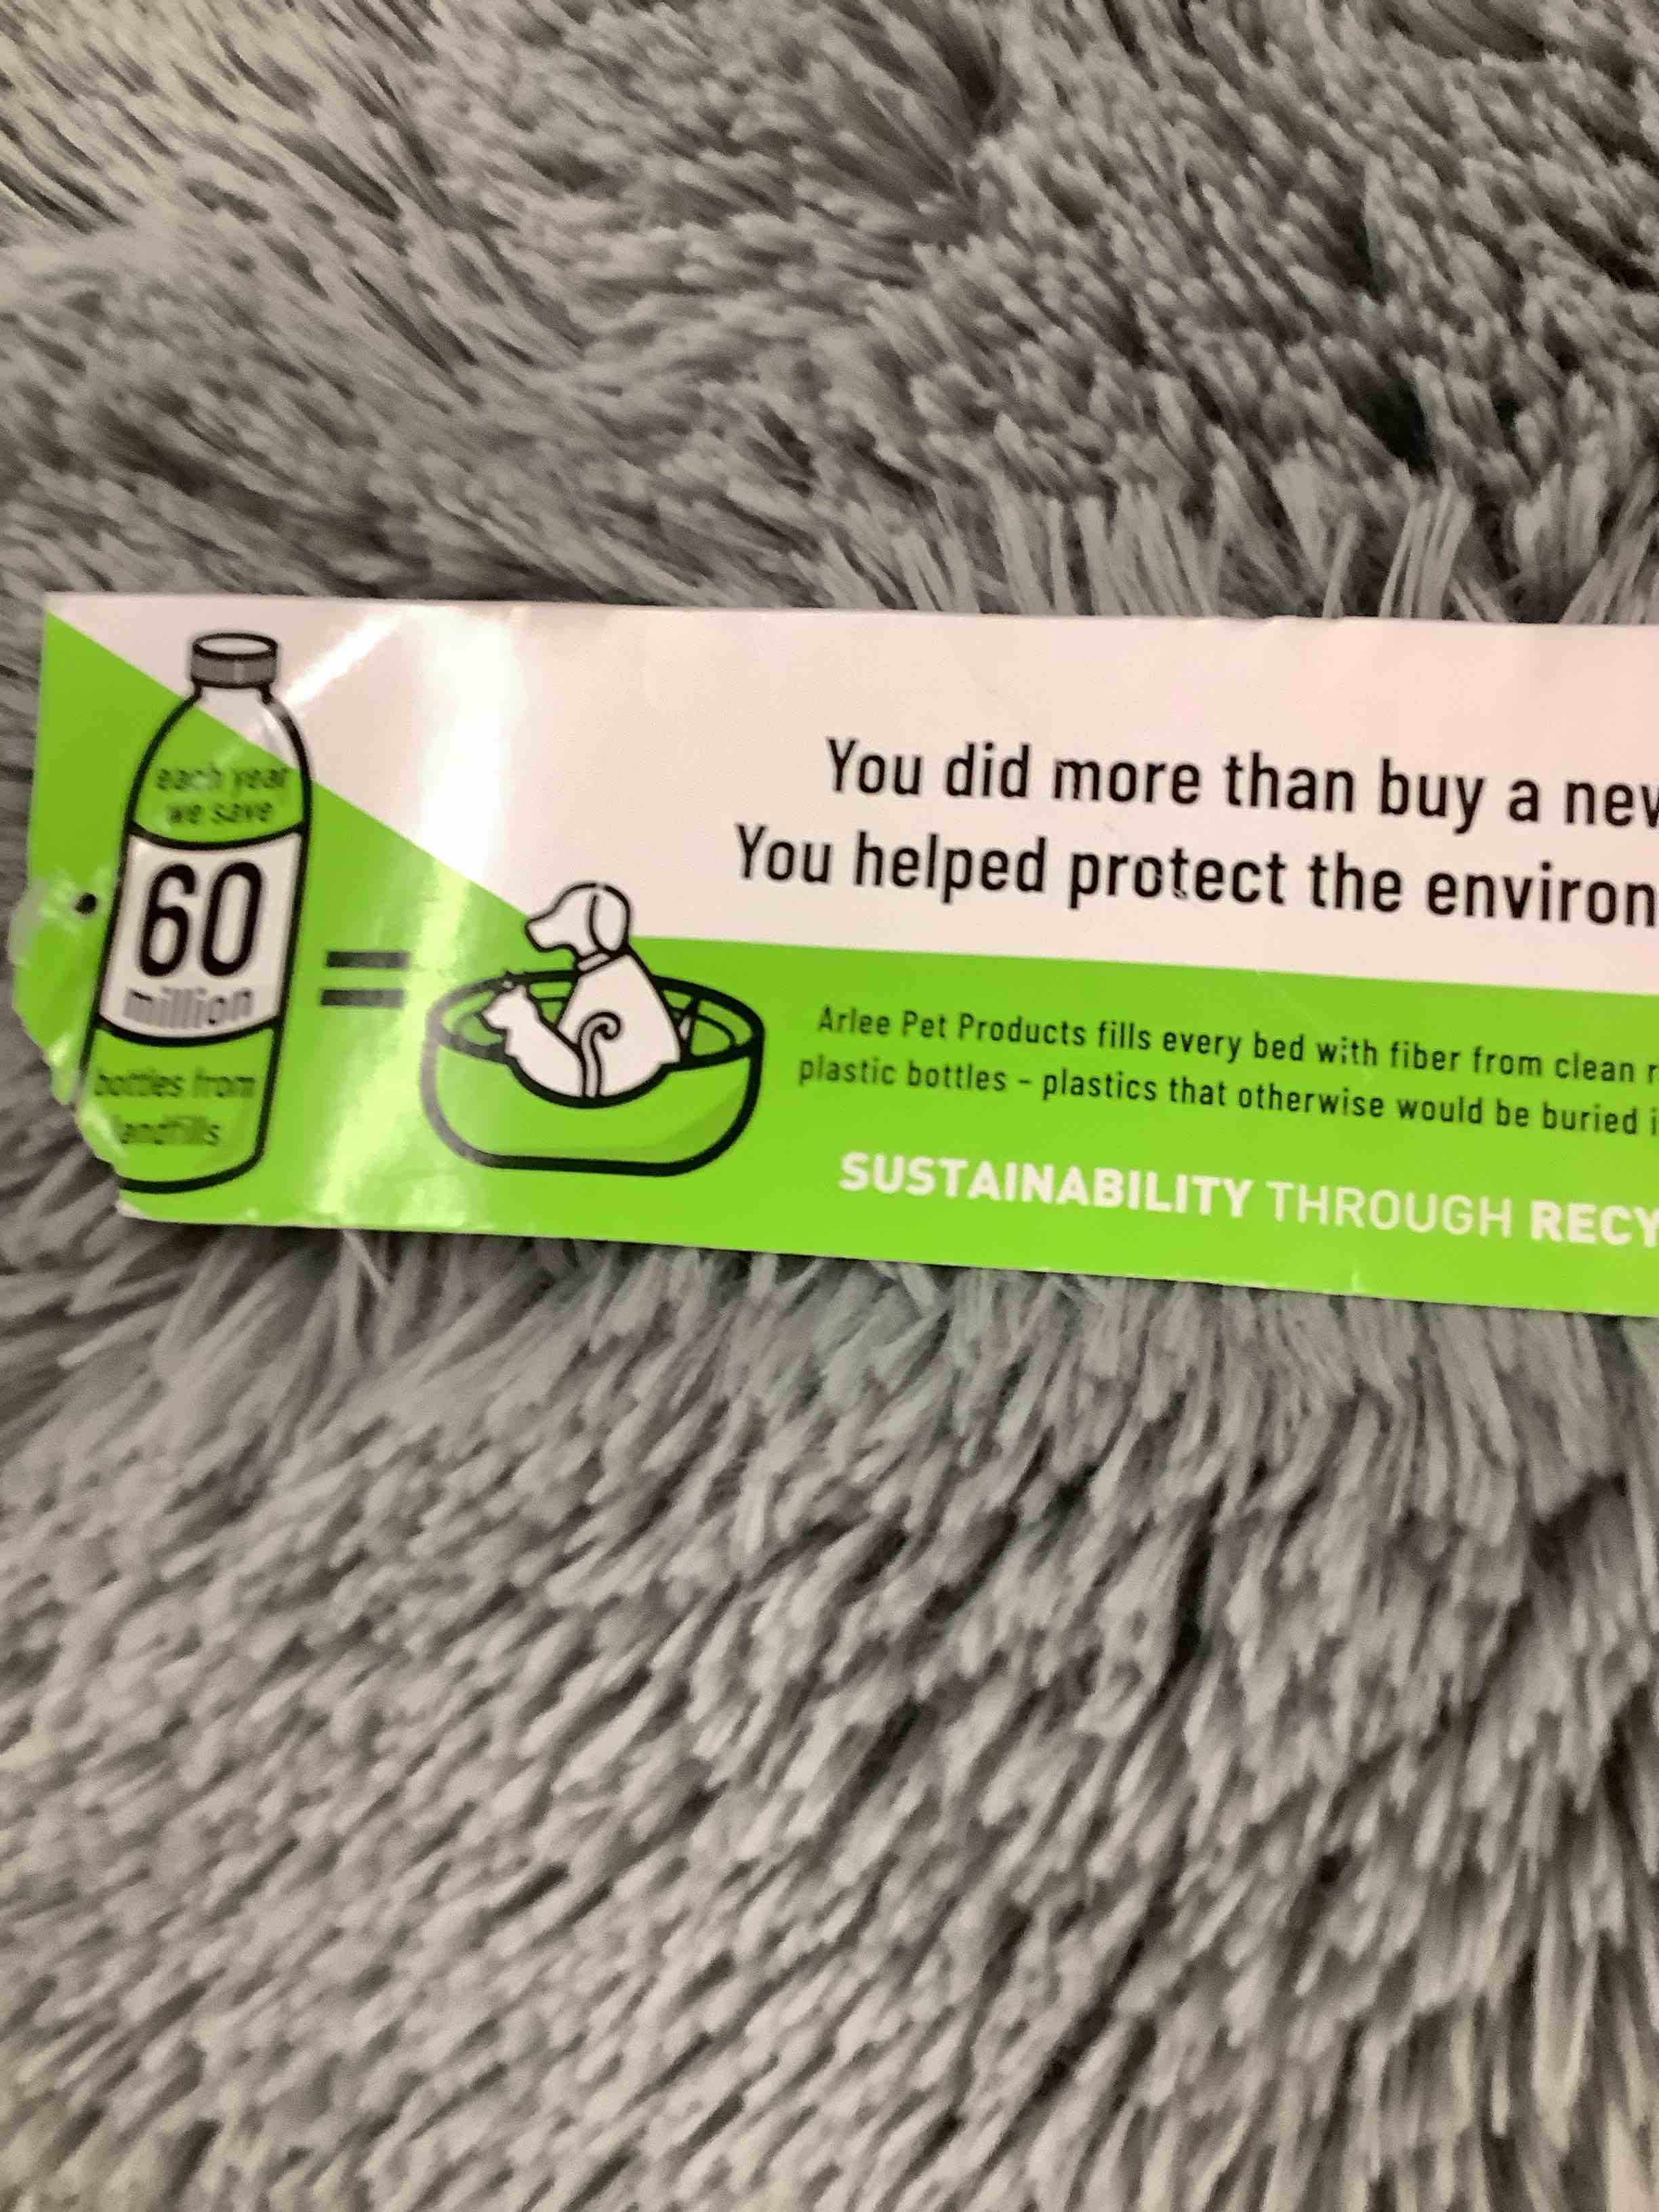 each year
we save
60
million
bottles from
landfills
=
You did more than buy a new
You helped protect the environ
Arlee Pet Products fills every bed with fiber from clean r
plastic bottles – plastics that otherwise would be buried i
SUSTAINABILITY THROUGH RECY